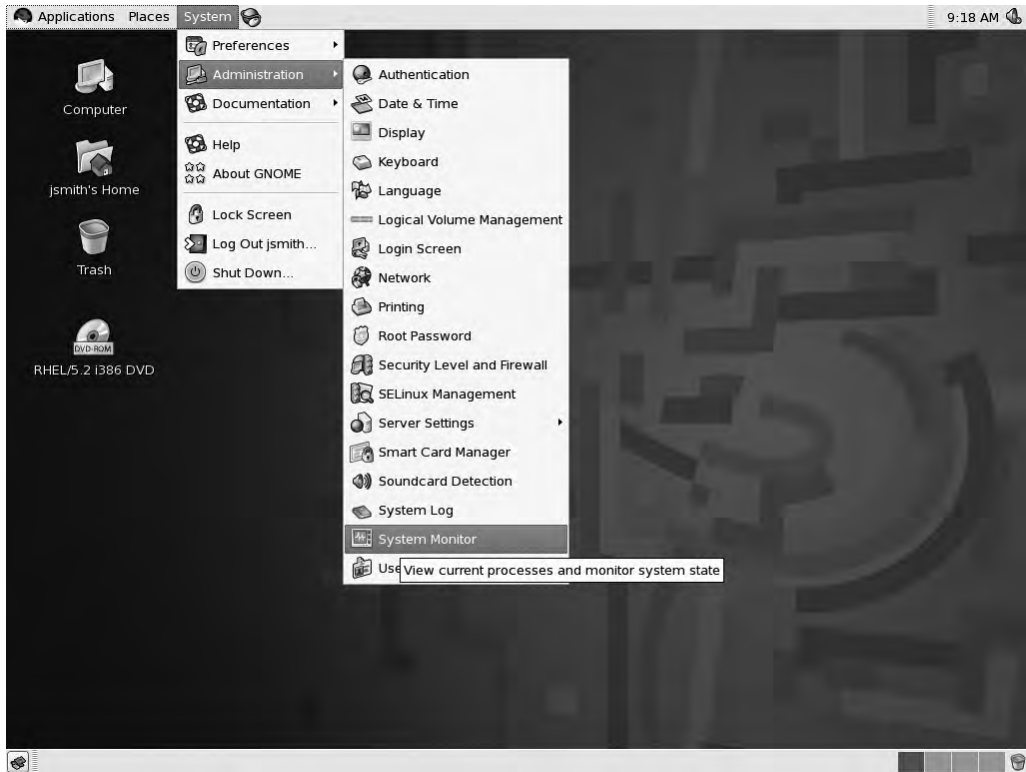 Applications Places System
9:18 AM
Preferences
Administration
Documentation
Help
About GNOME
Lock Screen
Log Out jsmith...
Shut Down...
Authentication
Date & Time
Display
Keyboard
Language
Logical Volume Management
Login Screen
Network
Printing
Root Password
Security Level and Firewall
SELinux Management
Server Settings
Smart Card Manager
Soundcard Detection
System Log
System Monitor
View current processes and monitor system state
Computer
jsmith's Home
Trash
DVD-ROM
RHEL/5.2 i386 DVD